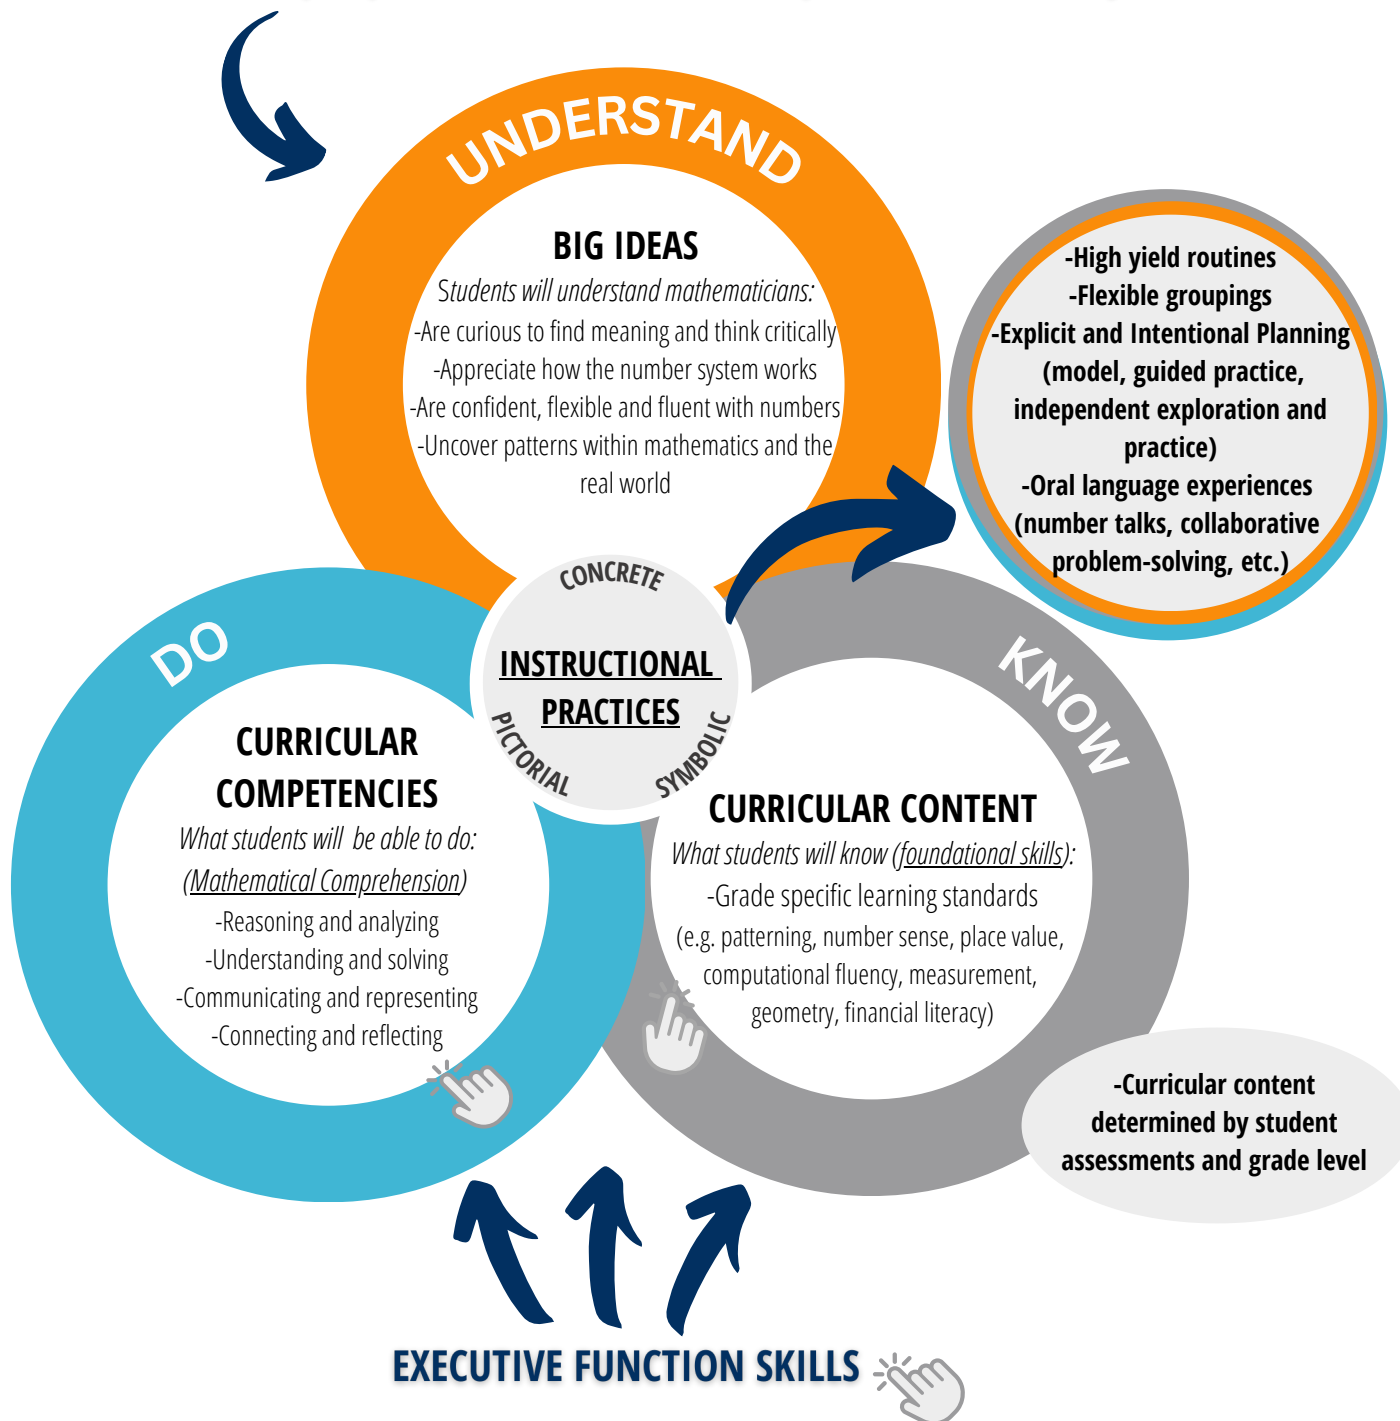 UNDERSTAND
BIG IDEAS
Students will understand mathematicians:
-Are curious to find meaning and think critically
-Appreciate how the number system works
-Are confident, flexible and fluent with numbers
-Uncover patterns within mathematics and the
real world
-High yield routines
-Flexible groupings
-Explicit and Intentional Planning
(model, guided practice,
independent exploration and
practice)
-Oral language experiences
(number talks, collaborative
problem-solving, etc.)
CONCRETE
INSTRUCTIONAL
PRACTICES
PICTORIAL
SYMBOLIC
DO
CURRICULAR
COMPETENCIES
What students will be able to do:
(Mathematical Comprehension)
-Reasoning and analyzing
-Understanding and solving
-Communicating and representing
-Connecting and reflecting
KNOW
CURRICULAR CONTENT
What students will know (foundational skills):
-Grade specific learning standards
(e.g. patterning, number sense, place value,
computational fluency, measurement,
geometry, financial literacy)
-Curricular content
determined by student
assessments and grade level
EXECUTIVE FUNCTION SKILLS